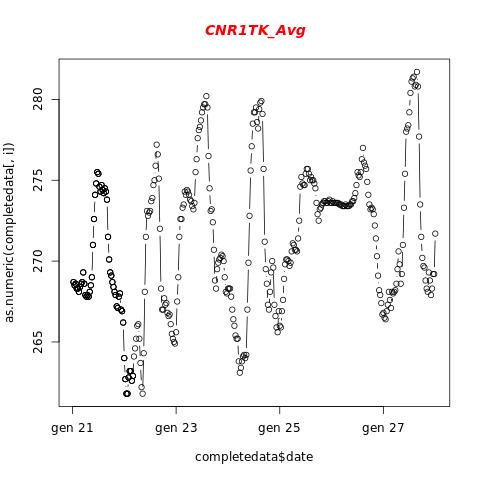 CNR1TK_Avg
as.numeric(completedata[, i])
280
275
270
265
gen 21
gen 23
gen 25
gen 27
completedata$date